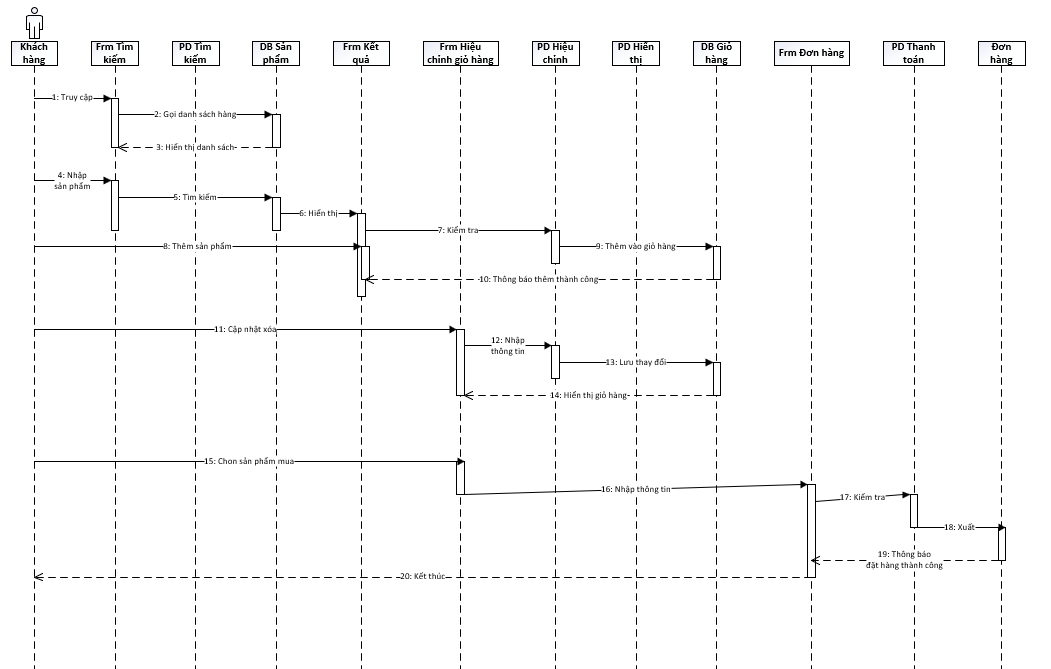 Khách
hàng
Frm Tìm
kiếm
PD Tìm
kiếm
DB Sản
phẩm
Frm Kết
quả
Frm Hiệu
chỉnh giỏ hàng
PD Hiệu
chỉnh
PD Hiển
thị
DB Giỏ
hàng
Frm Đơn hàng
PD Thanh
toán
Đơn
hàng
1: Truy cập
2: Gọi danh sách hàng
3: Hiển thị danh sách
4: Nhập
sản phẩm
5: Tìm kiếm
6: Hiển thị
7: Kiểm tra
8: Thêm sản phẩm
9: Thêm vào giỏ hàng
10: Thông báo thêm thành công
11: Cập nhật xóa
12: Nhập
thông tin
13: Lưu thay đổi
14: Hiển thị giỏ hàng
15: Chon sản phẩm mua
16: Nhập thông tin
17: Kiểm tra
18: Xuất
19: Thông báo
đặt hàng thành công
20: Kết thúc